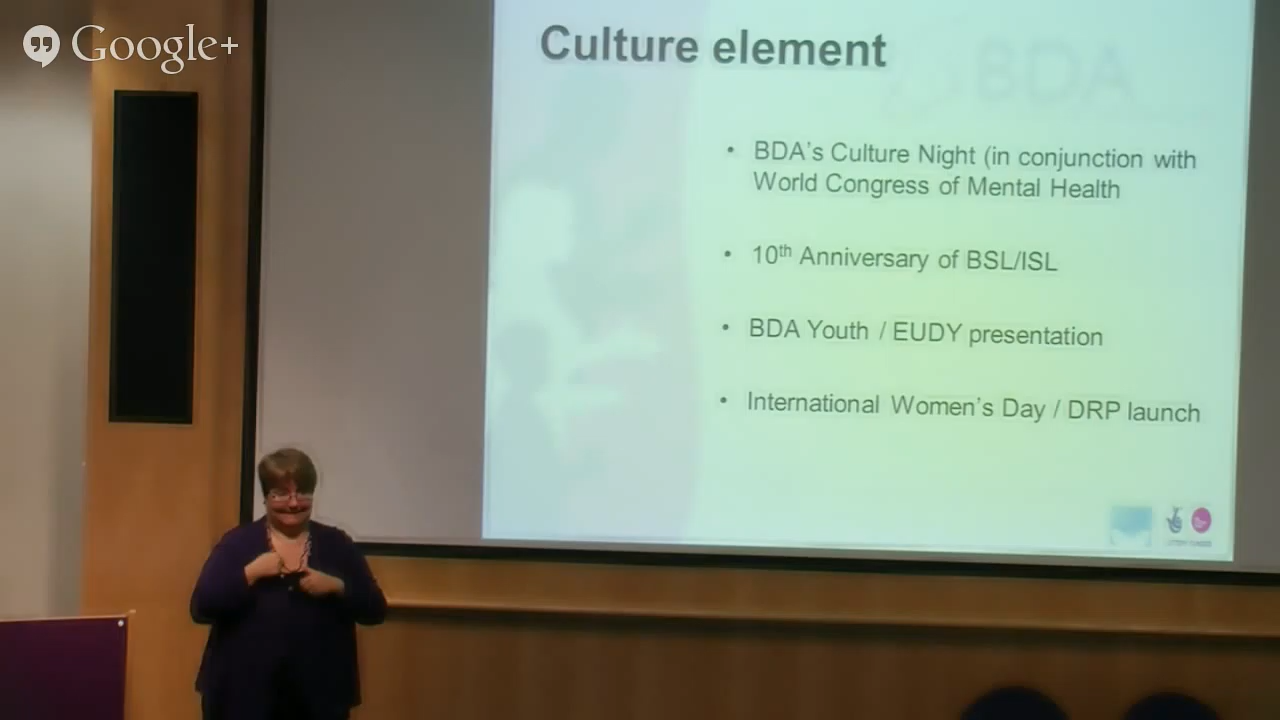 Google+
Culture element
BDA
• BDA's Culture Night (in conjunction with
World Congress of Mental Health
• 10th Anniversary of BSL/ISL
• BDA Youth / EUDY presentation
• International Women's Day / DRP launch